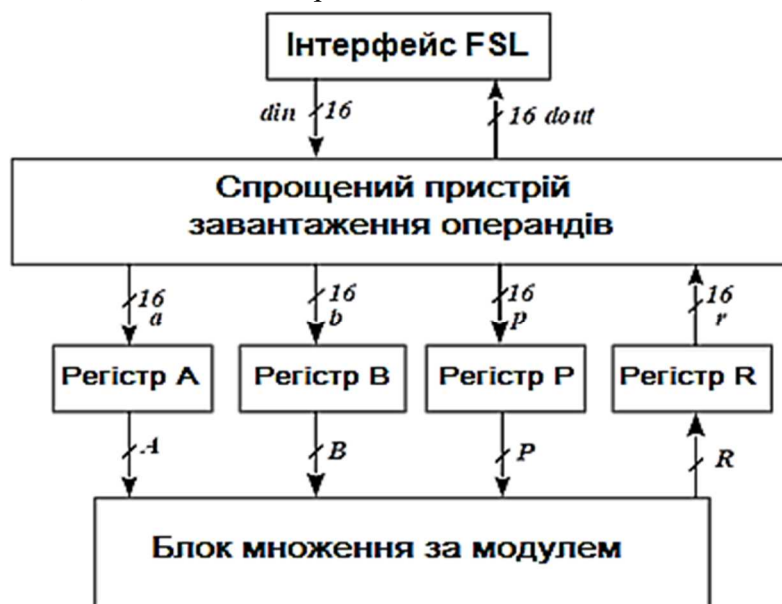 Інтерфейс FSL
din 16
16 dout
Спрощений пристрій
завантаження операндів
16 16 16 16
a b p r
Регістр A Регістр B Регістр P Регістр R
A B P R
Блок множення за модулем